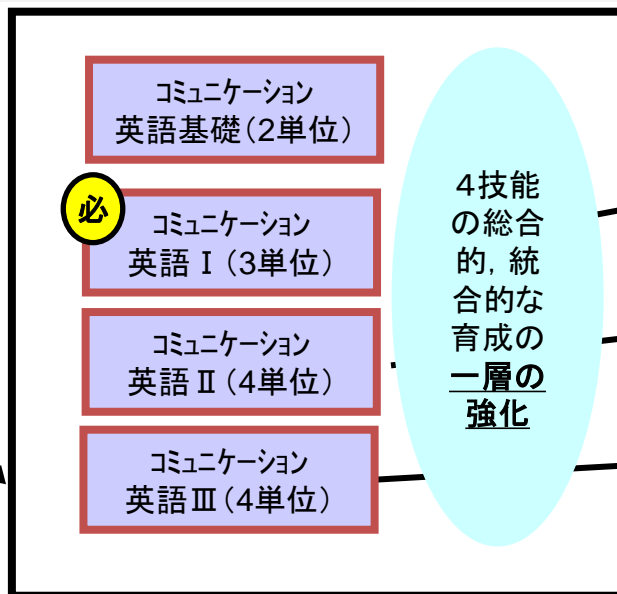 コミュニケーション
英語基礎(2単位)
必
コミュニケーション
英語Ⅰ(3単位)
コミュニケーション
英語Ⅱ(4単位)
コミュニケーション
英語Ⅲ(4単位)
4技能
の総合
的，統
合的な
育成の
一層の
強化